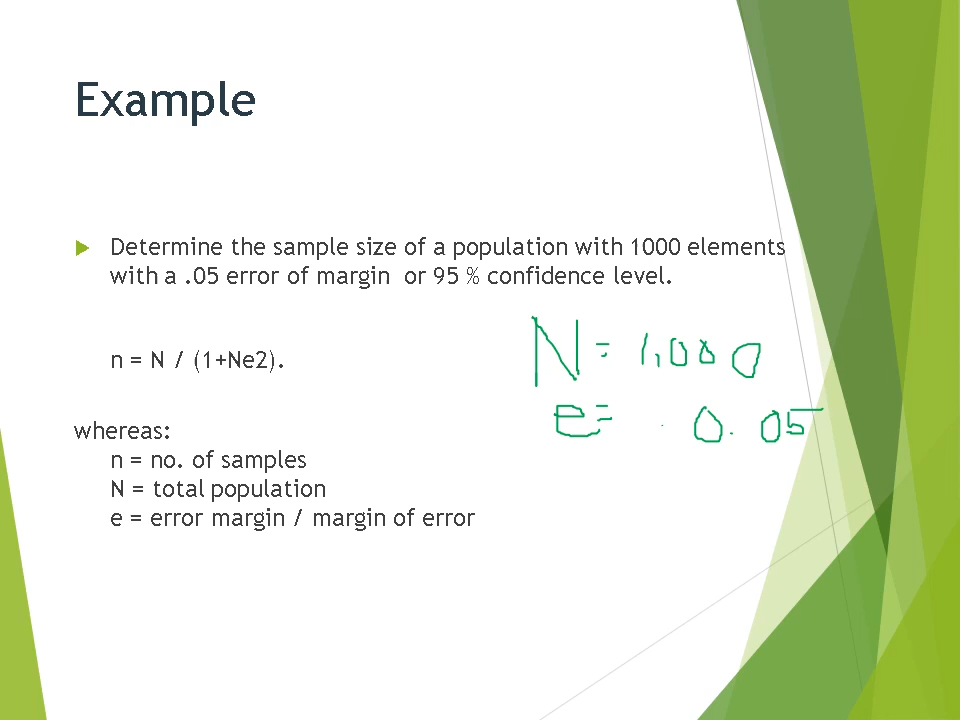 Example
Determine the sample size of a population with 1000 elements
with a .05 error of margin or 95 % confidence level.
n = N / (1+Ne2).
N = 1,000
e = 0.05
whereas:
n = no. of samples
N = total population
e = error margin / margin of error